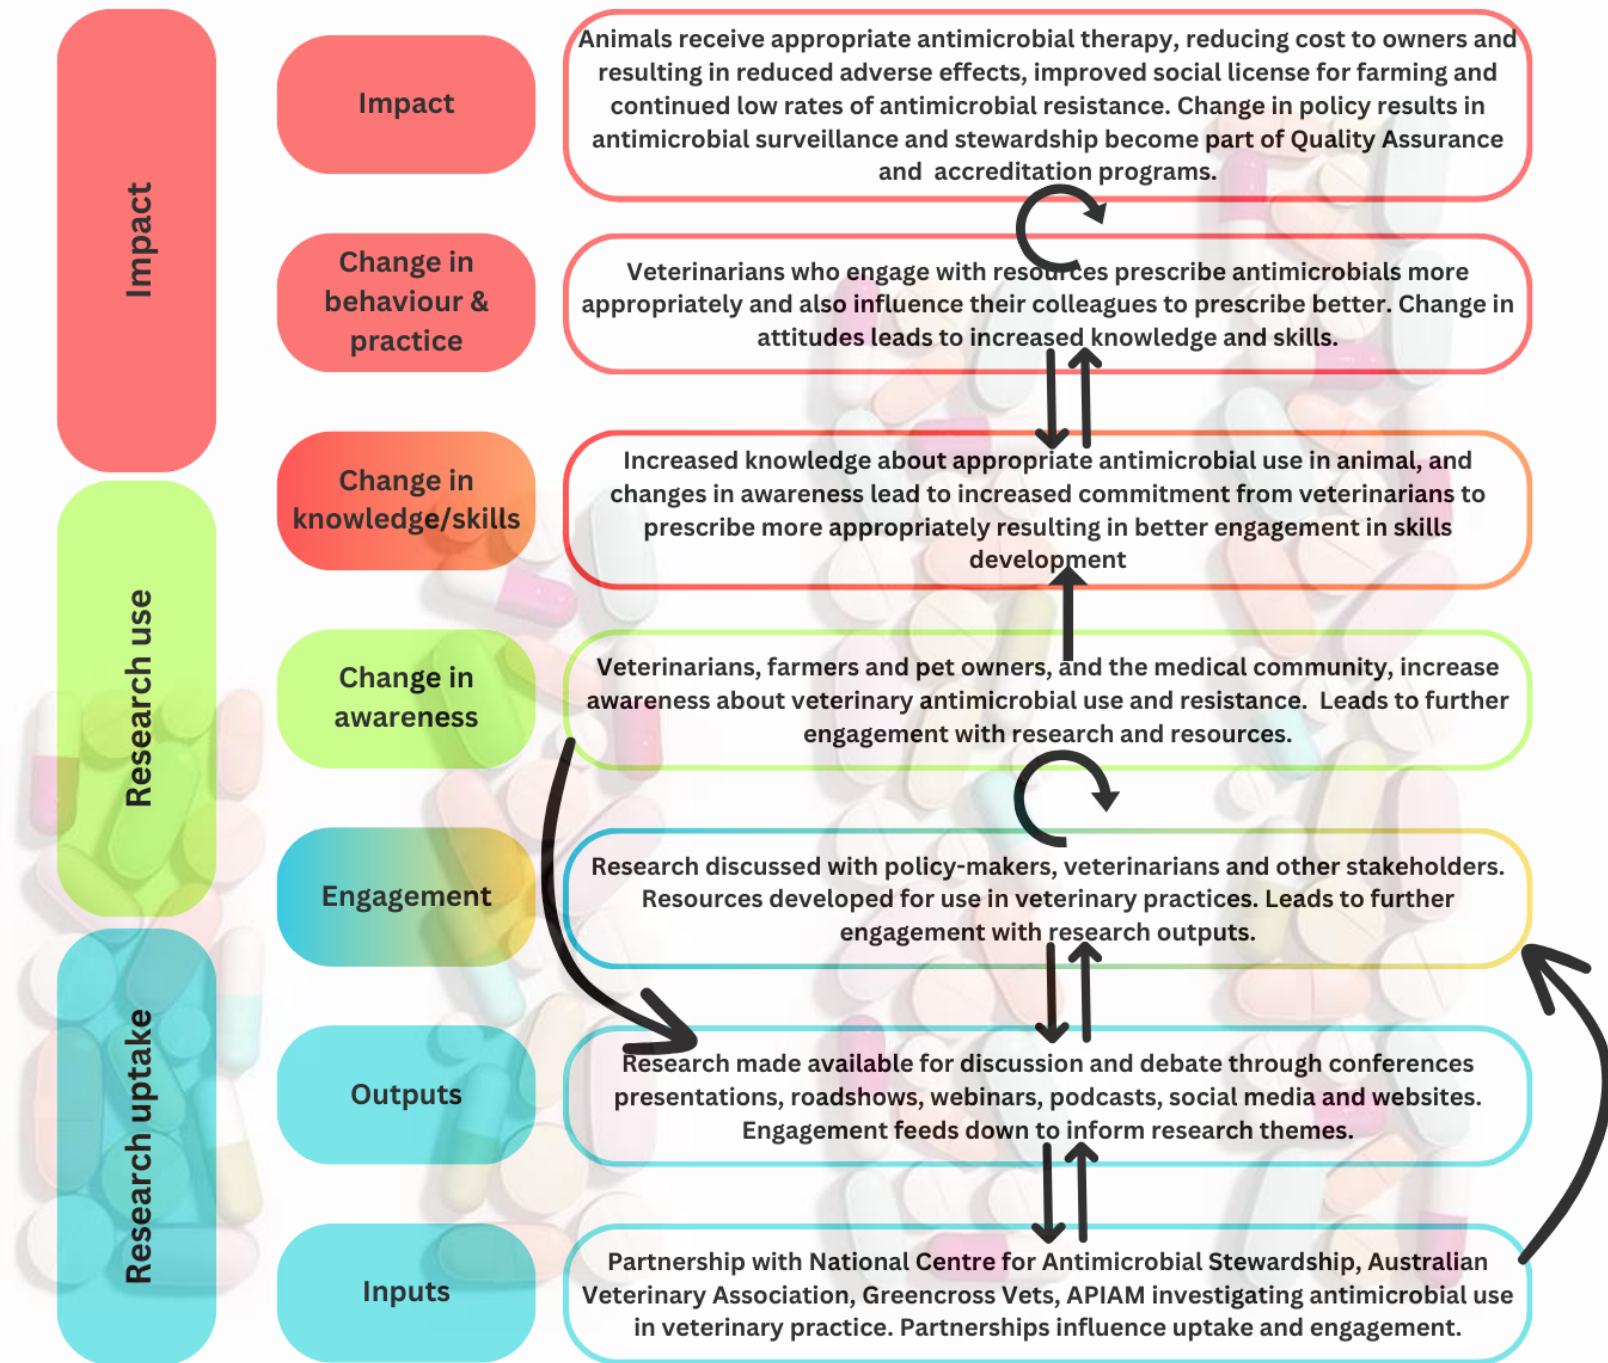 Impact
Impact
Animals receive appropriate antimicrobial therapy, reducing cost to owners and
resulting in reduced adverse effects, improved social license for farming and
continued low rates of antimicrobial resistance. Change in policy results in
antimicrobial surveillance and stewardship become part of Quality Assurance
and accreditation programs.
Change in
behaviour &
practice
Veterinarians who engage with resources prescribe antimicrobials more
appropriately and also influence their colleagues to prescribe better. Change in
attitudes leads to increased knowledge and skills.
Change in
knowledge/skills
Increased knowledge about appropriate antimicrobial use in animal, and
changes in awareness lead to increased commitment from veterinarians to
prescribe more appropriately resulting in better engagement in skills
development
Research use
Change in
awareness
Veterinarians, farmers and pet owners, and the medical community, increase
awareness about veterinary antimicrobial use and resistance. Leads to further
engagement with research and resources.
Engagement
Research discussed with policy-makers, veterinarians and other stakeholders.
Resources developed for use in veterinary practices. Leads to further
engagement with research outputs.
Research uptake
Outputs
Research made available for discussion and debate through conferences
presentations, roadshows, webinars, podcasts, social media and websites.
Engagement feeds down to inform research themes.
Inputs
Partnership with National Centre for Antimicrobial Stewardship, Australian
Veterinary Association, Greencross Vets, APIAM investigating antimicrobial use
in veterinary practice. Partnerships influence uptake and engagement.